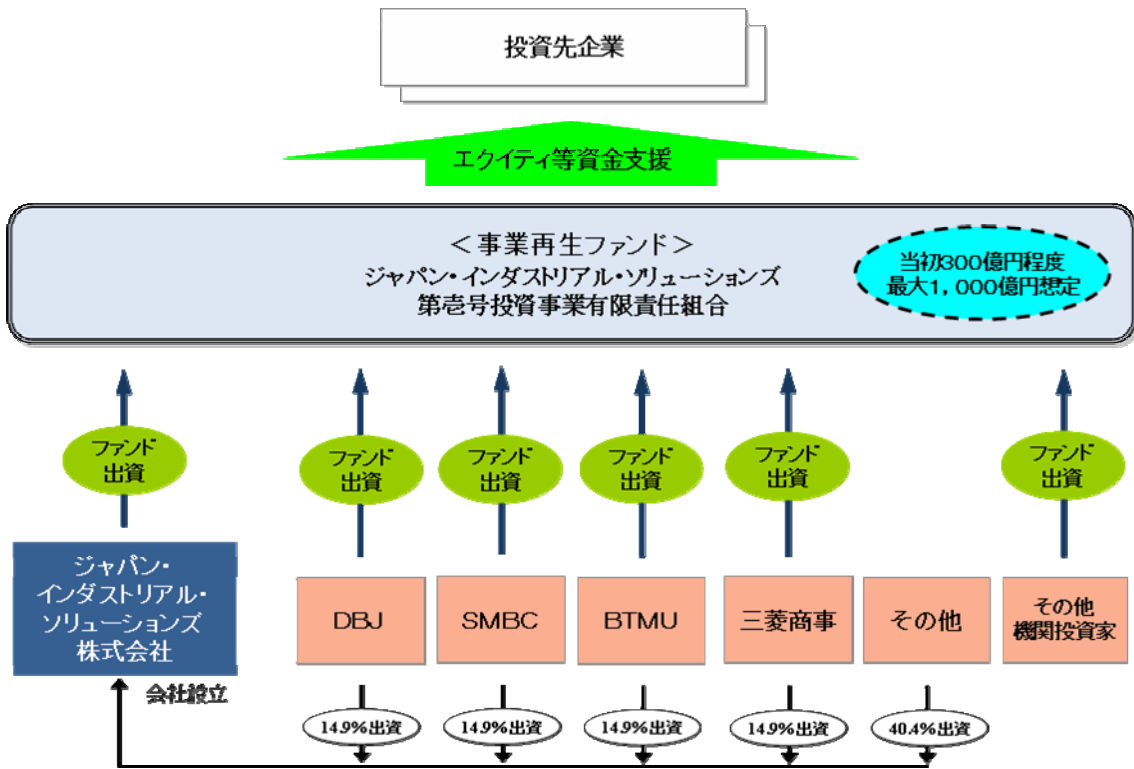 投資先企業
エクイティ等資金支援
＜事業再生ファンド＞
ジャパン・インダストリアル・ソリューションズ
第壱号投資事業有限責任組合
当初300億円程度
最大1，000億円想定
ファンド
出資
ファンド
出資
ファンド
出資
ファンド
出資
ファンド
出資
ファンド
出資
ジャパン・
インダストリアル・
ソリューションズ
株式会社
DBJ
SMBC
BTMU
三菱商事
その他
その他
機関投資家
会社設立
14.9%出資
14.9%出資
14.9%出資
14.9%出資
40.4%出資